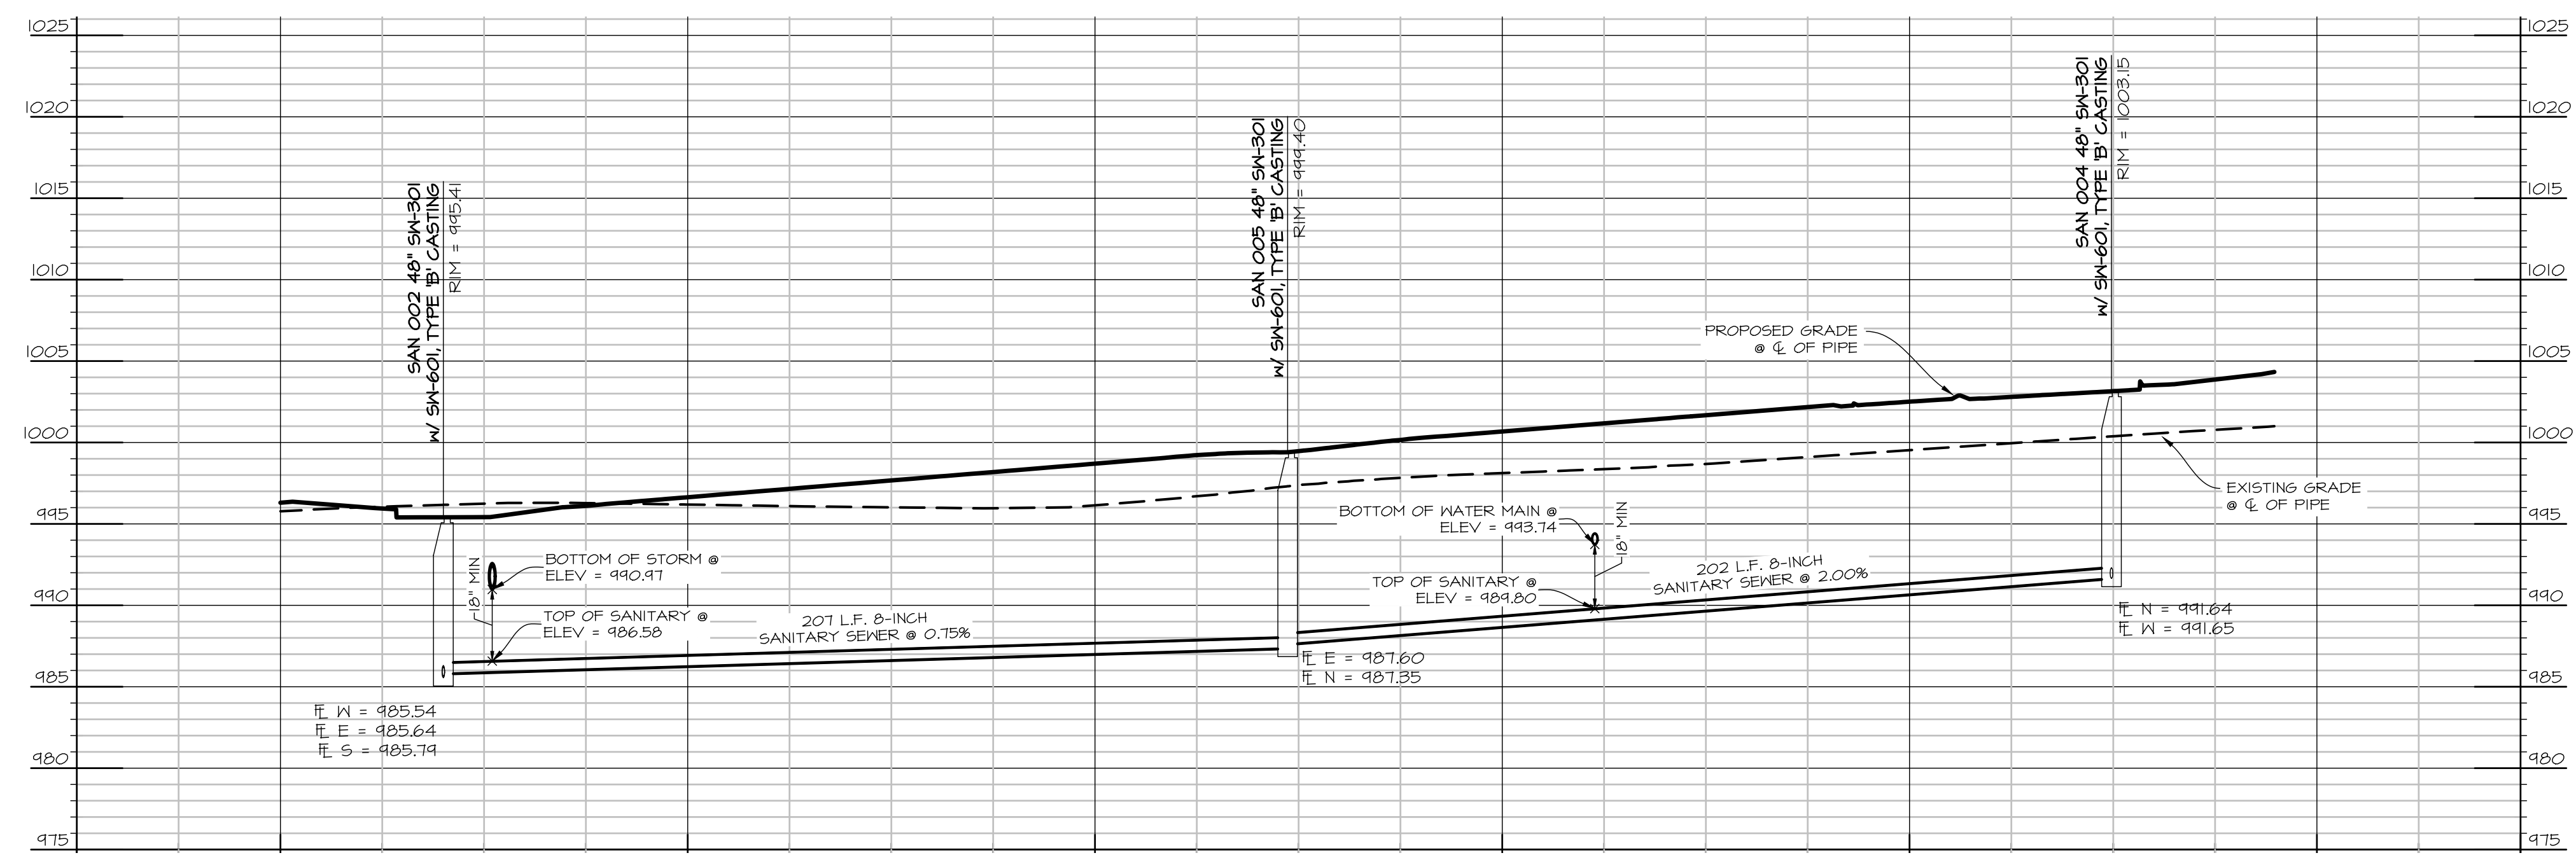 1025
1020
1015
1010
1005
1000
995
990
985
980
975
SAN 002 48" SW-301
w/ SW-601, TYPE 'B' CASTING
RIM = 995.41
18" MIN
BOTTOM OF STORM @
ELEV = 990.97
TOP OF SANITARY @
ELEV = 986.58
207 L.F. 8-INCH
SANITARY SEWER @ 0.75%
FL W = 985.54
FL E = 985.64
FL S = 985.79
SAN 005 48" SW-301
w/ SW-601, TYPE 'B' CASTING
RIM = 999.40
BOTTOM OF WATER MAIN @
ELEV = 993.74
18" MIN
TOP OF SANITARY @
ELEV = 989.80
202 L.F. 8-INCH
SANITARY SEWER @ 2.00%
FL E = 987.60
FL N = 987.35
PROPOSED GRADE
@ ℄ OF PIPE
SAN 004 48" SW-301
w/ SW-601, TYPE 'B' CASTING
RIM = 1003.15
EXISTING GRADE
@ ℄ OF PIPE
FL N = 991.64
FL W = 991.65
1025
1020
1015
1010
1005
1000
995
990
985
980
975